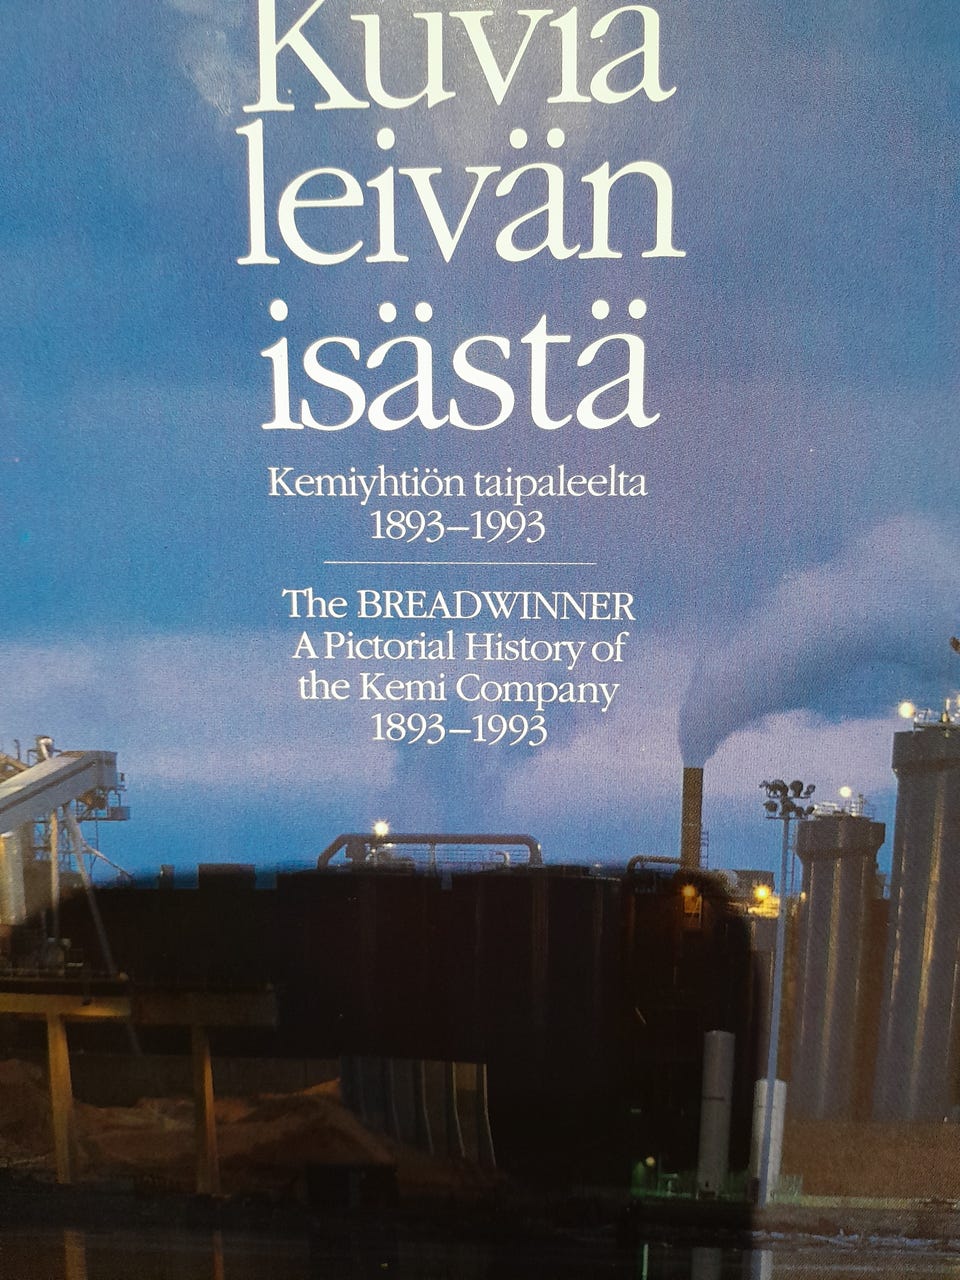 Kuvia
leivän
isästä
Kemiyhtiön taipaleelta
1893–1993
The BREADWINNER
A Pictorial History of
the Kemi Company
1893–1993